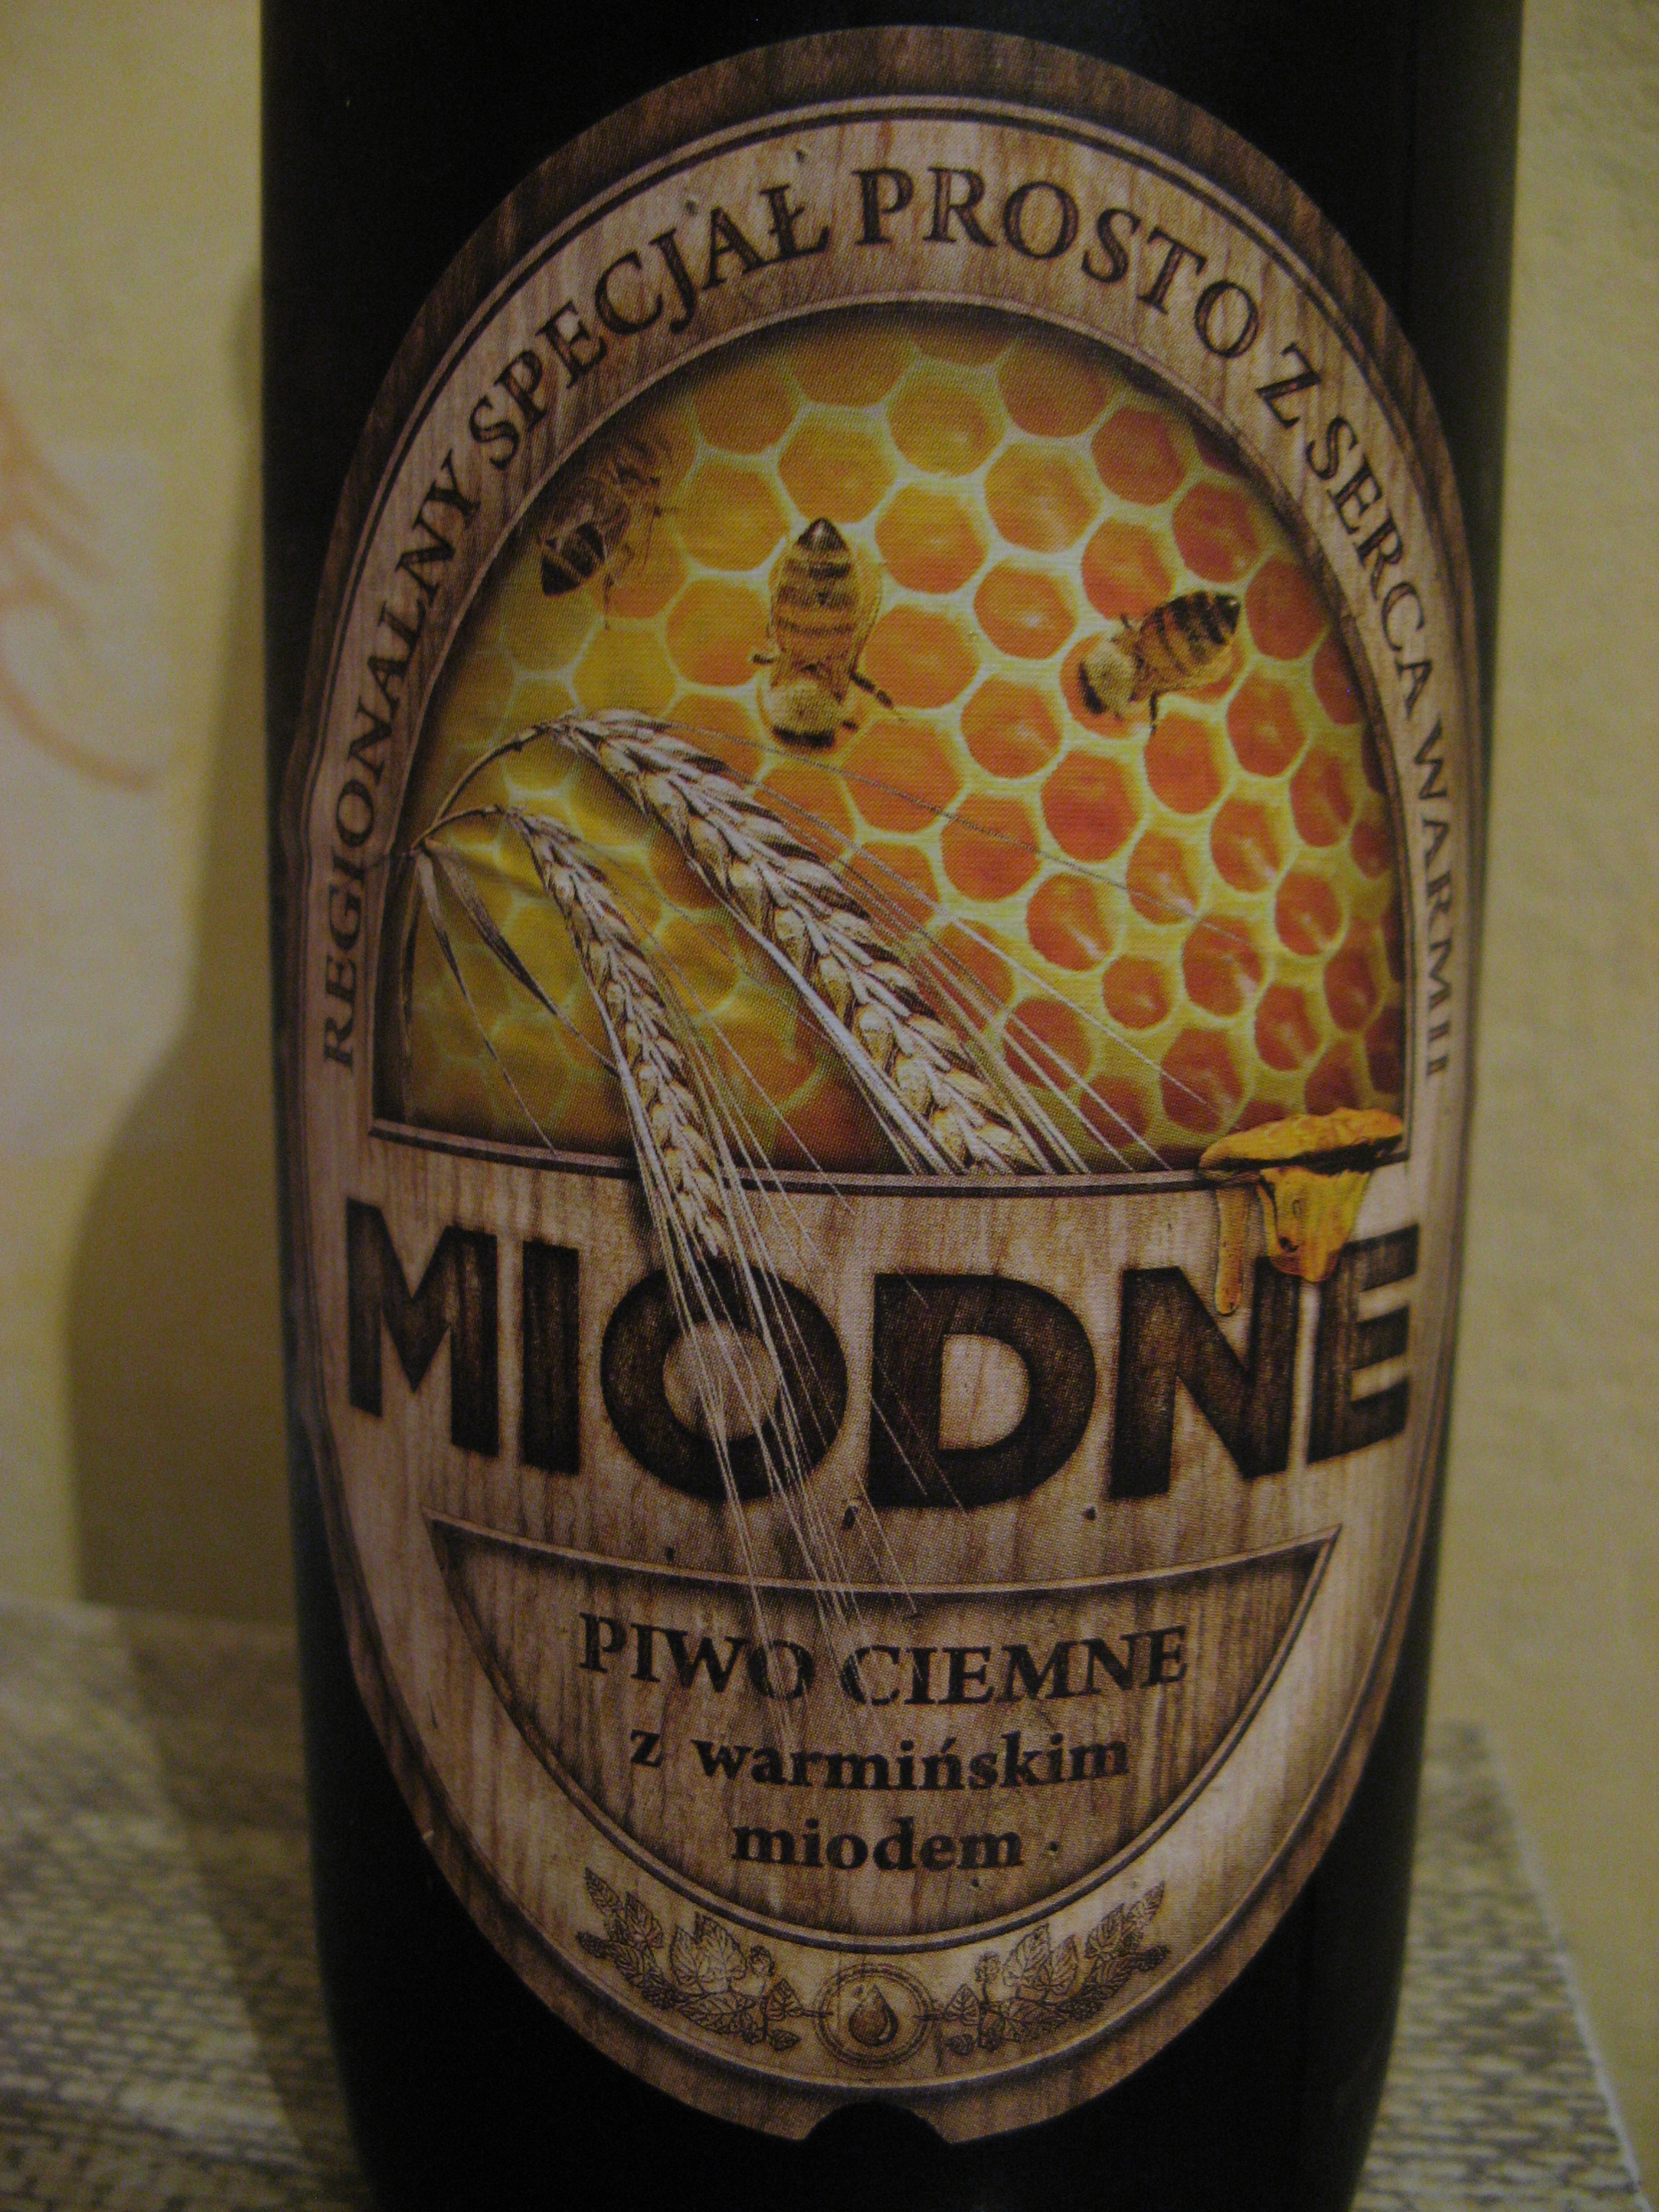 REGIONALNY SPECJAŁ PROSTO Z SERCA WARMII
MIODNE
PIWO CIEMNE
z warmińskim
miodem